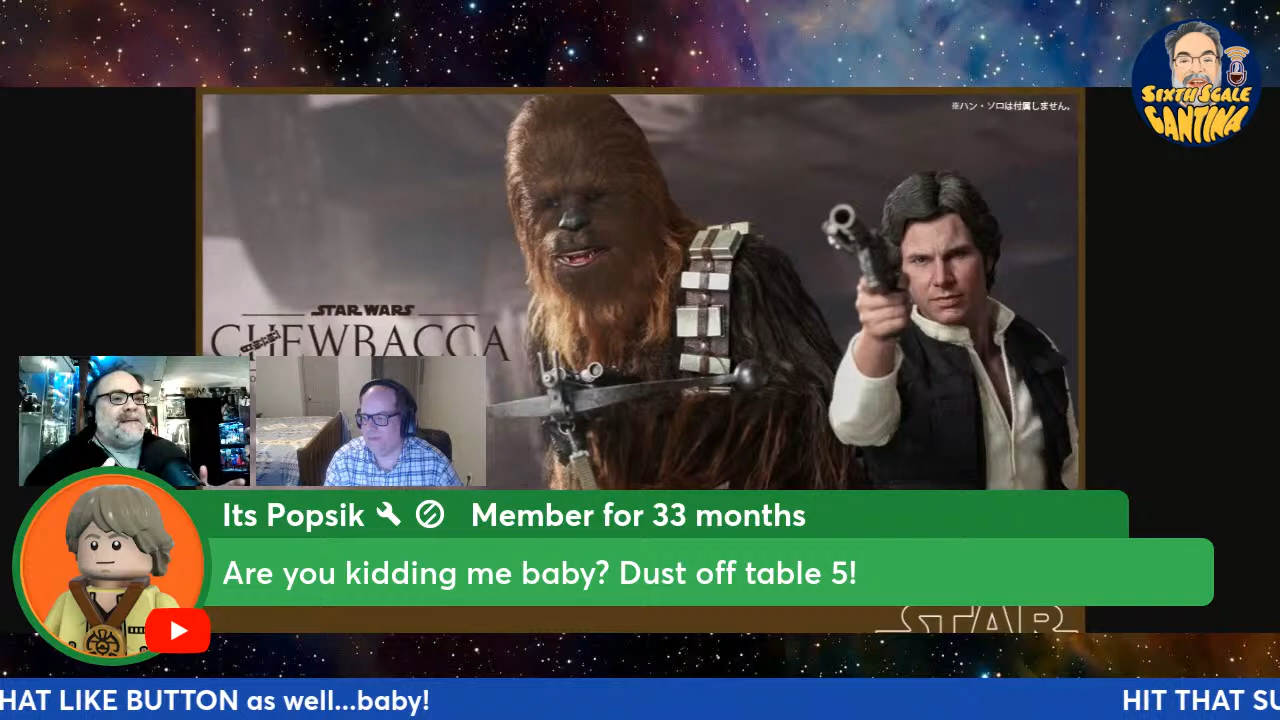 ※ハン・ソロは付属しません。
SIXTH SCALE
CANTINA
STAR WARS
CHEWBACCA
Its Popsik Member for 33 months
Are you kidding me baby? Dust off table 5!
STAR
HAT LIKE BUTTON as well...baby!
HIT THAT SU